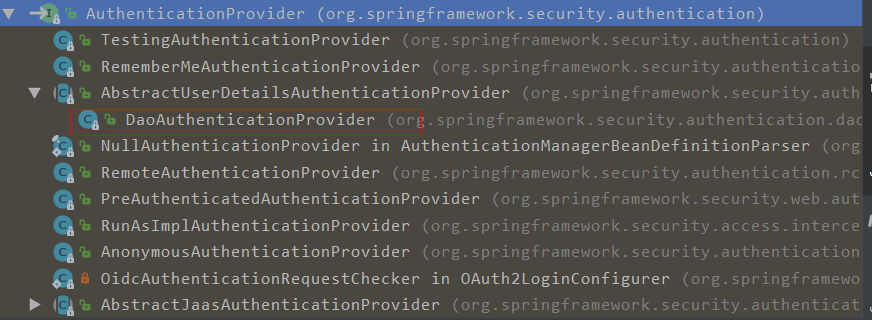 AuthenticationProvider (org.springframework.security.authentication)
TestingAuthenticationProvider (org.springframework.security.authentication)
RememberMeAuthenticationProvider (org.springframework.security.authenticatio
AbstractUserDetailsAuthenticationProvider (org.springframework.security.auth
DaoAuthenticationProvider (org.springframework.security.authentication.dao
NullAuthenticationProvider in AuthenticationManagerBeanDefinitionParser (org
RemoteAuthenticationProvider (org.springframework.security.authentication.rc
PreAuthenticatedAuthenticationProvider (org.springframework.security.web.aut
RunAsImplAuthenticationProvider (org.springframework.security.access.interce
AnonymousAuthenticationProvider (org.springframework.security.authentication
OidcAuthenticationRequestChecker in OAuth2LoginConfigurer (org.springframewo
AbstractJaasAuthenticationProvider (org.springframework.security.authenticat